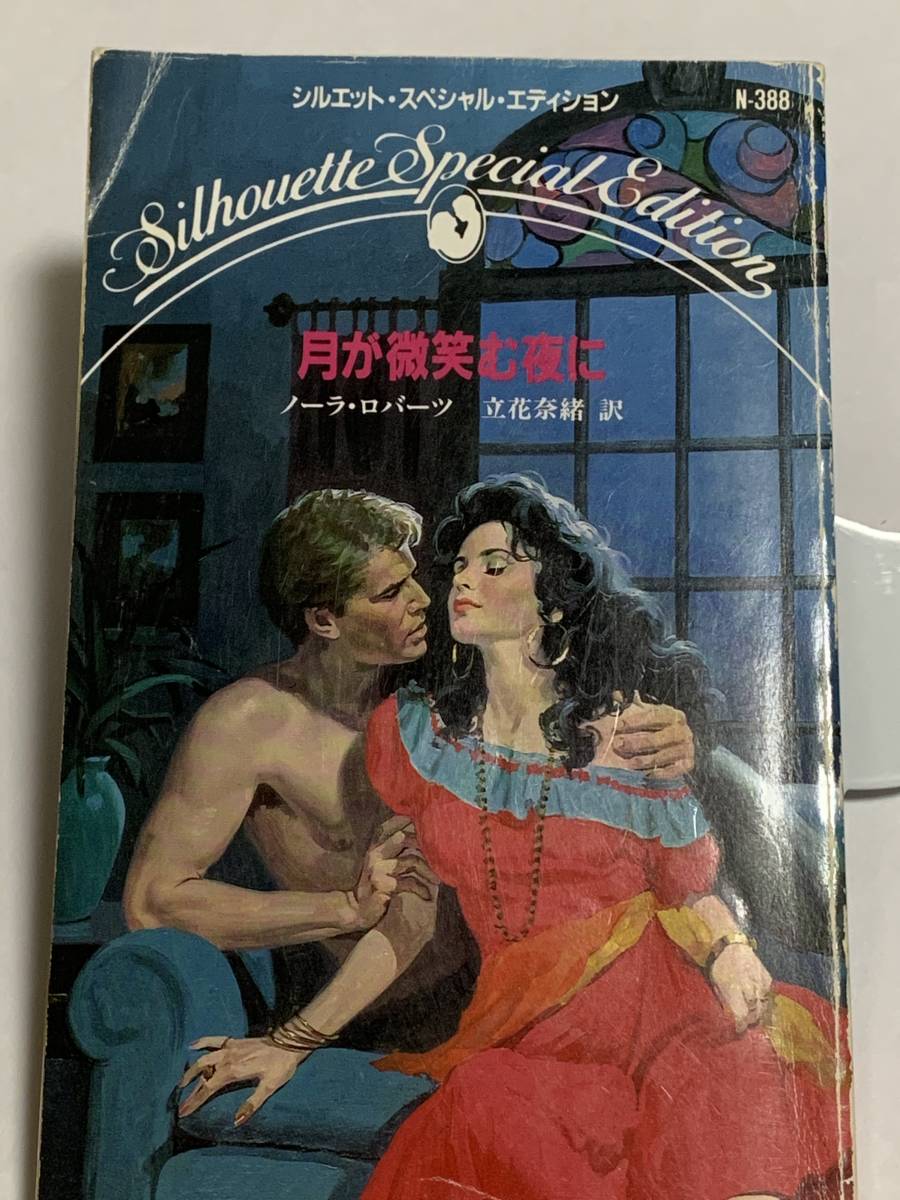 シルエット・スペシャル・エディション N-388
Silhouette Special Edition
月が微笑む夜に
ノーラ・ロバーツ 立花奈緒 訳